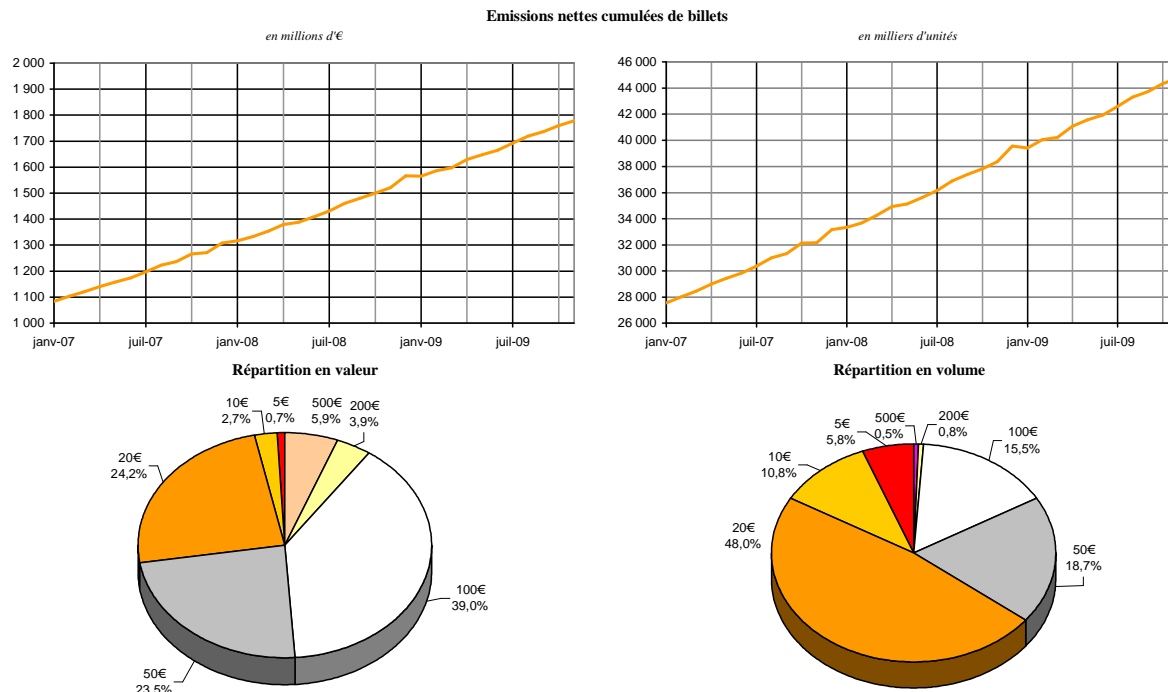 Emissions nettes cumulées de billets
en millions d'€
en milliers d'unités
2 000
1 900
1 800
1 700
1 600
1 500
1 400
1 300
1 200
1 100
1 000
janv-07
juil-07
janv-08
juil-08
janv-09
juil-09
46 000
44 000
42 000
40 000
38 000
36 000
34 000
32 000
30 000
28 000
26 000
janv-07
juil-07
janv-08
juil-08
janv-09
juil-09
Répartition en valeur
10€
2,7%
5€
0,7%
500€
5,9%
200€
3,9%
20€
24,2%
100€
39,0%
50€
23,5%
Répartition en volume
5€
5,8%
500€
0,5%
200€
0,8%
100€
15,5%
10€
10,8%
20€
48,0%
50€
18,7%